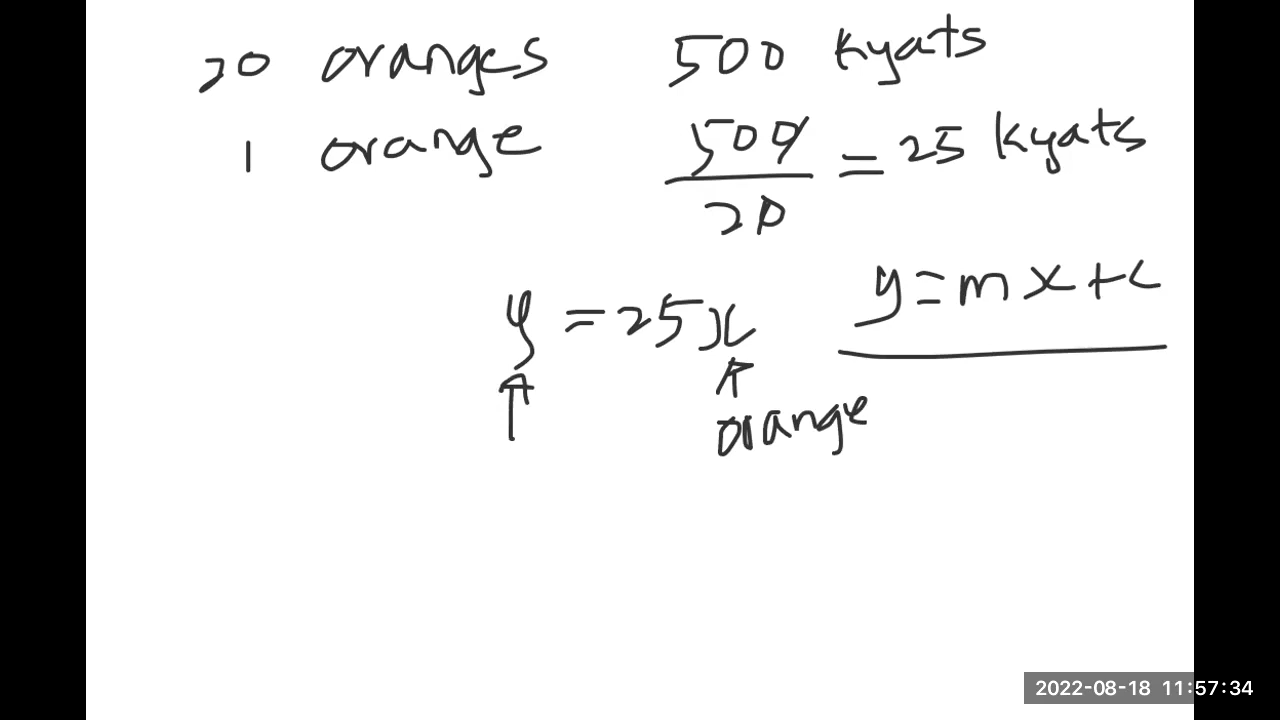 20 oranges 500 kyats
1 orange 500/20 = 25 kyats
y = mx + c
y = 25x
↑ ↑
orange
2022-08-18 11:57:34